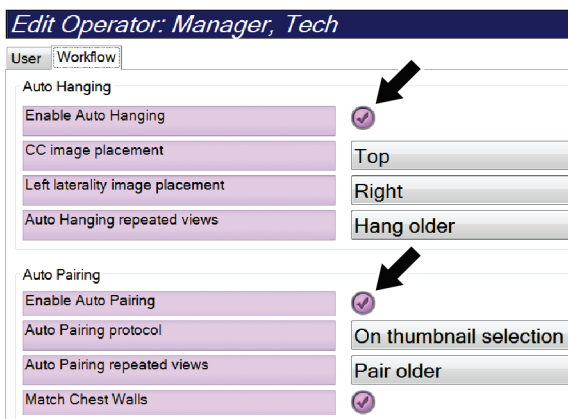 Edit Operator: Manager, Tech
User Workflow
Auto Hanging
Enable Auto Hanging
CC image placement Top
Left laterality image placement Right
Auto Hanging repeated views Hang older
Auto Pairing
Enable Auto Pairing
Auto Pairing protocol On thumbnail selection
Auto Pairing repeated views Pair older
Match Chest Walls